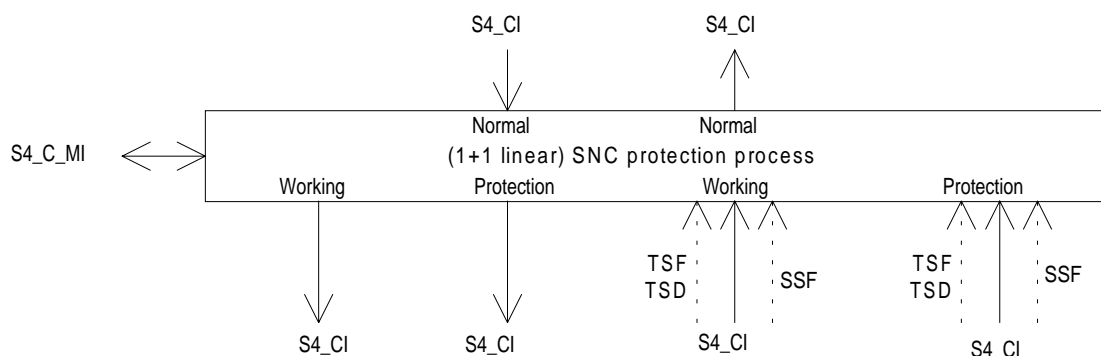 S4_CI
S4_CI
Normal
Normal
S4_C_MI
(1+1 linear) SNC protection process
Working
Protection
Working
Protection
TSF
TSD
SSF
TSF
TSD
SSF
S4_CI
S4_CI
S4_CI
S4_CI